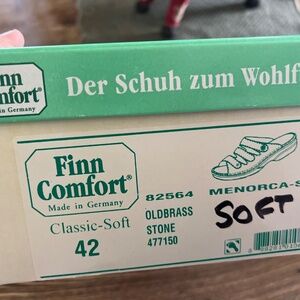 Finn
Comfort®
Made in Germany
Der Schuh zum Wohlf
Finn
Comfort®
Made in Germany
Classic-Soft
42
82564
MENORCA-S
OLDBRASS
STONE
477150
SOFT